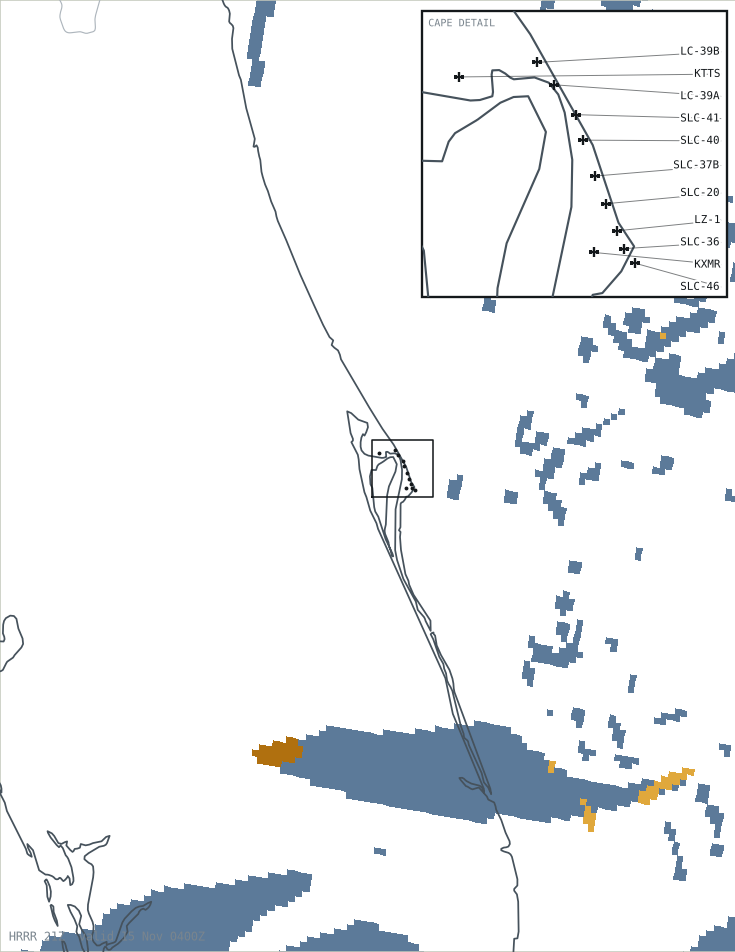 CAPE DETAIL
LC-39B
KTTS
LC-39A
SLC-41
SLC-40
SLC-37B
SLC-20
LZ-1
SLC-36
KXMR
SLC-46
HRRR Nov 0400Z